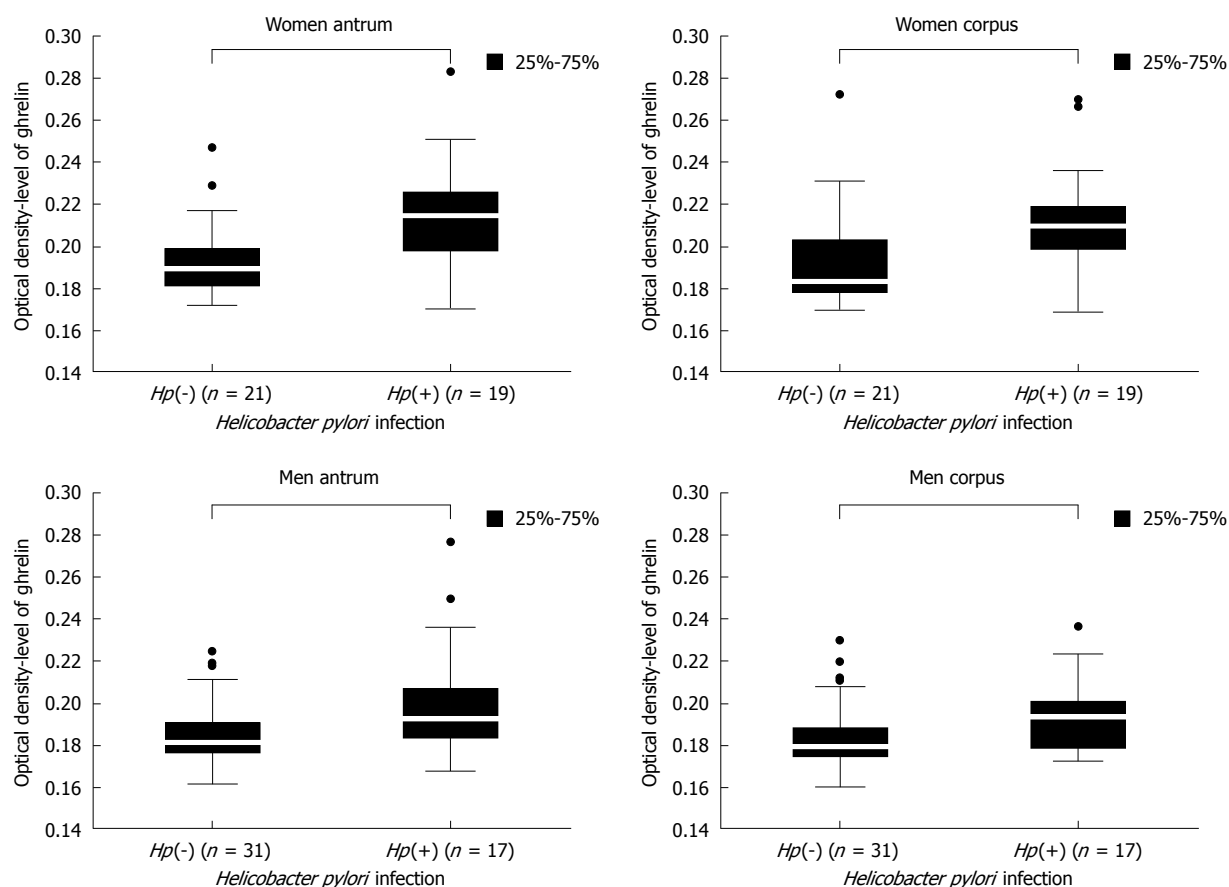 Women antrum
0.30
0.28
0.26
0.24
0.22
0.20
0.18
0.16
0.14
Optical density-level of ghrelin
25%-75%
Hp(-) (n = 21)
Hp(+) (n = 19)
Helicobacter pylori infection
Women corpus
0.30
0.28
0.26
0.24
0.22
0.20
0.18
0.16
0.14
Optical density-level of ghrelin
25%-75%
Hp(-) (n = 21)
Hp(+) (n = 19)
Helicobacter pylori infection
Men antrum
0.30
0.28
0.26
0.24
0.22
0.20
0.18
0.16
0.14
Optical density-level of ghrelin
25%-75%
Hp(-) (n = 31)
Hp(+) (n = 17)
Helicobacter pylori infection
Men corpus
0.30
0.28
0.26
0.24
0.22
0.20
0.18
0.16
0.14
Optical density-level of ghrelin
25%-75%
Hp(-) (n = 31)
Hp(+) (n = 17)
Helicobacter pylori infection